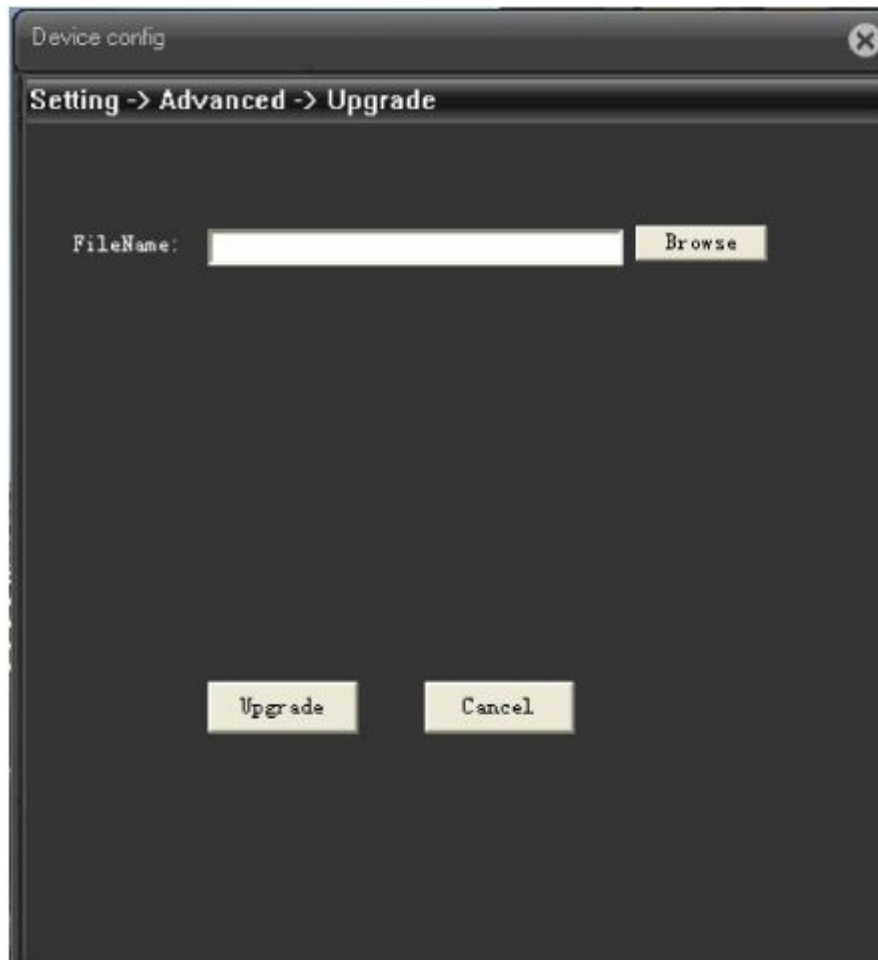 Device config
Setting -> Advanced -> Upgrade
FileName:
Browse
Upgrade
Cancel